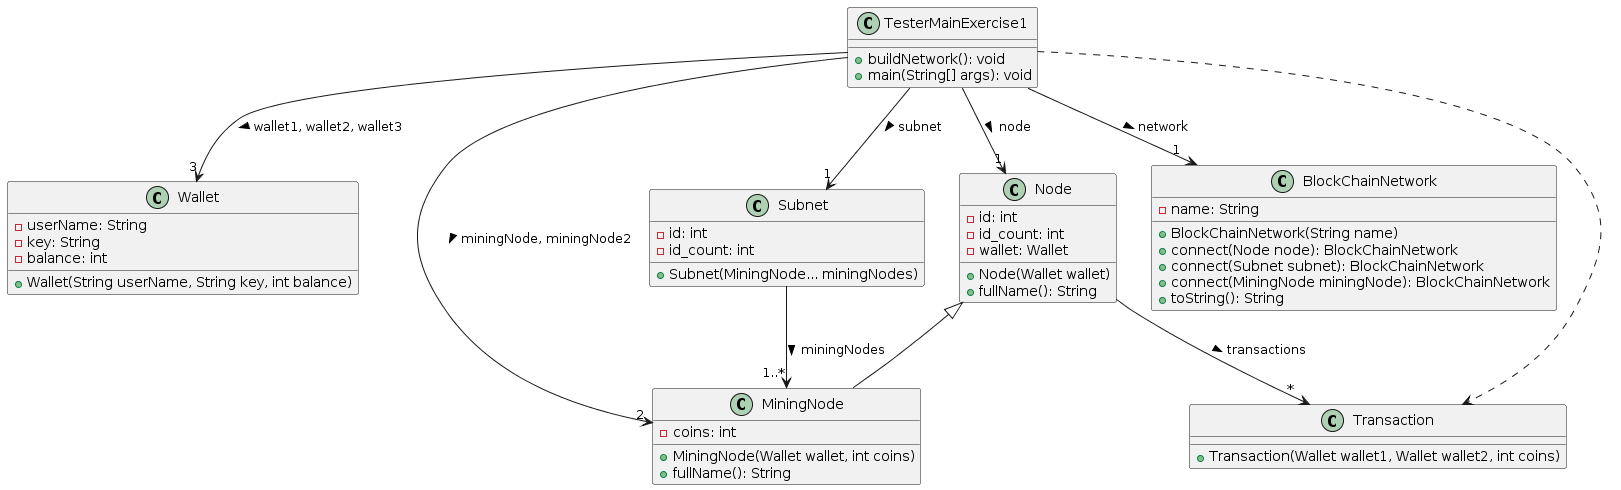 C TesterMainExercise1
buildNetwork(): void
main(String[] args): void
wallet1, wallet2, wallet3
subnet
node
network
3
1
1
1
C Wallet
userName: String
key: String
balance: int
Wallet(String userName, String key, int balance)
miningNode, miningNode2
C Subnet
id: int
id_count: int
Subnet(MiningNode... miningNodes)
C Node
id: int
id_count: int
wallet: Wallet
Node(Wallet wallet)
fullName(): String
C BlockChainNetwork
name: String
BlockChainNetwork(String name)
connect(Node node): BlockChainNetwork
connect(Subnet subnet): BlockChainNetwork
connect(MiningNode miningNode): BlockChainNetwork
toString(): String
miningNodes
transactions
1..*
*
2
C MiningNode
coins: int
MiningNode(Wallet wallet, int coins)
fullName(): String
C Transaction
Transaction(Wallet wallet1, Wallet wallet2, int coins)